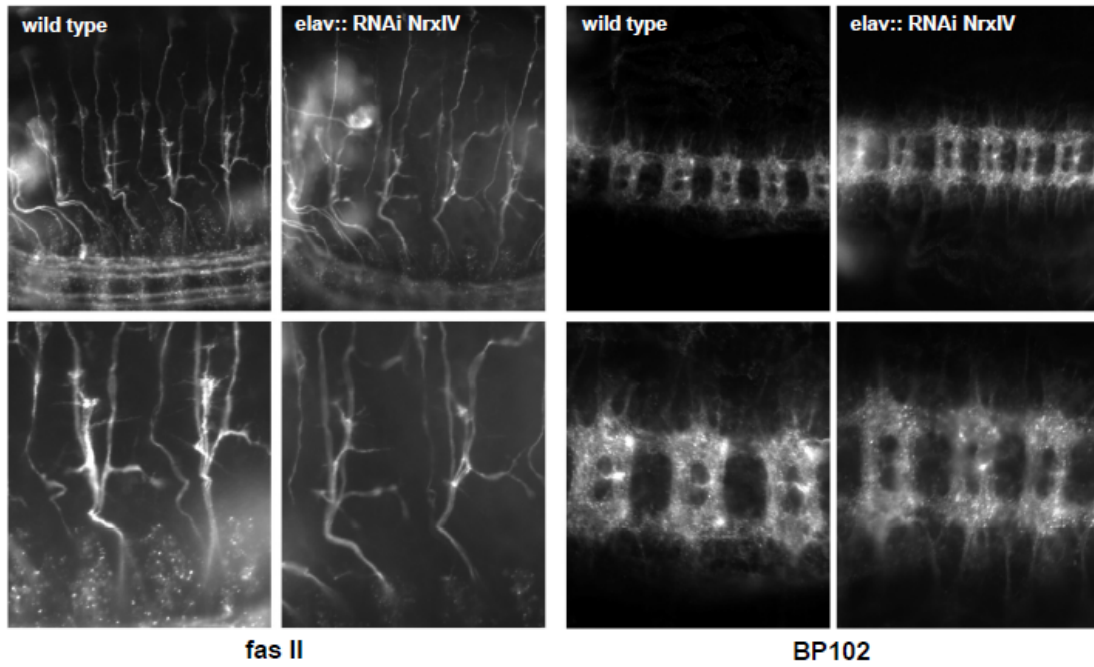 wild type
elav:: RNAi NrxIV
wild type
elav:: RNAi NrxIV
fas II
BP102